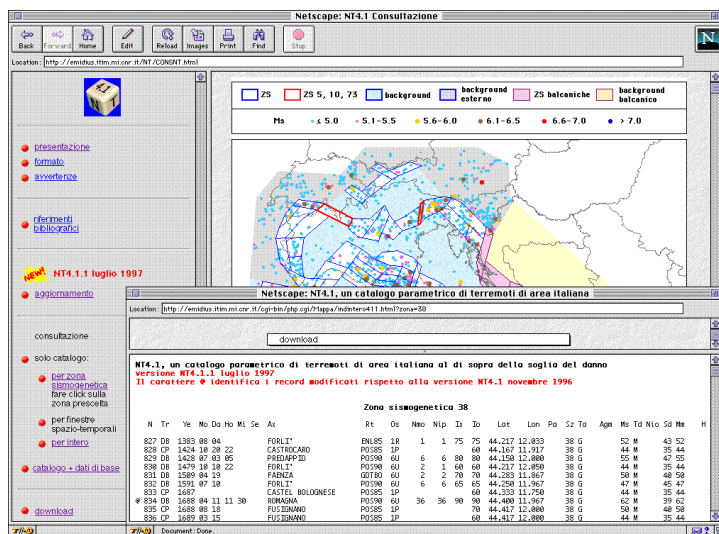 Netscape: NT4.1 Consultazione
Back Forward Home Edit Reload Images Print Find Stop
N
Location: http://emidius.itim.mi.cnr.it/NT/CONSNT.html
4.1
N T
presentazione
formato
avvertenze
riferimenti
bibliografici
NEW! NT4.1.1 luglio
1997
aggiornamento
consultazione
solo catalogo:
per zona
sismogenetica
fare click sulla
zona prescelta
per finestre
spazio-temporali
per intero
catalogo + dati di base
download
ZS ZS 5, 10, 73 background background esterno ZS balcaniche background balcanico
Ms ≤ 5.0 5.1-5.5 5.6-6.0 6.1-6.5 6.6-7.0 > 7.0
Netscape: NT4.1, un catalogo parametrico di terremoti di area italiana
Location: http://emidius.itim.mi.cnr.it/cgi-bin/php.cgi/Mappa/indintero411.html?zona=38
download
NT4.1, un catalogo parametrico di terremoti di area italiana al di sopra della soglia del danno
versione NT4.1.1 luglio 1997
Il carattere @ identifica i record modificati rispetto alla versione NT4.1 novembre 1996
Zona sismogenetica 38
N Tr Ye Mo Da Ho Mi Se Ax Rt Os Nmo Nip Ix Io Lat Lon Pa Sz Ta Agm Ms Td Nio Sd Mm H
827 DB 1383 08 04 FORLI' ENL85 1R 1 1 75 75 44.217 12.033 38 G 52 M 43 52
828 CP 1424 10 20 22 CASTROCARO POS85 1P 60 44.167 11.917 38 G 44 M 35 44
829 DB 1428 07 03 05 PREDAPPIO POS90 6U 6 6 80 80 44.150 12.000 38 G 55 M 47 55
830 DB 1479 10 10 22 FORLI' POS90 6U 2 1 60 60 44.217 12.050 38 G 44 M 35 44
831 DB 1509 04 19 FAENZA GDTBO 6U 2 2 70 70 44.283 11.867 38 G 50 M 40 50
832 DB 1591 07 10 FORLI' POS90 6U 6 6 65 65 44.250 11.967 38 G 47 M 45 47
833 CP 1687 CASTEL BOLOGNESE POS85 1P 60 44.333 11.750 38 G 44 M 35 44
@ 834 DB 1688 04 11 11 30 ROMAGNA POS90 6U 36 36 90 90 44.400 11.967 38 G 62 M 39 62
835 CP 1688 08 18 FUSIGNANO POS85 1P 70 44.417 12.000 38 G 50 M 40 50
836 CP 1689 03 15 FUSIGNANO POS85 1P 60 44.417 12.000 38 G 44 M 35 44
Document: Done.